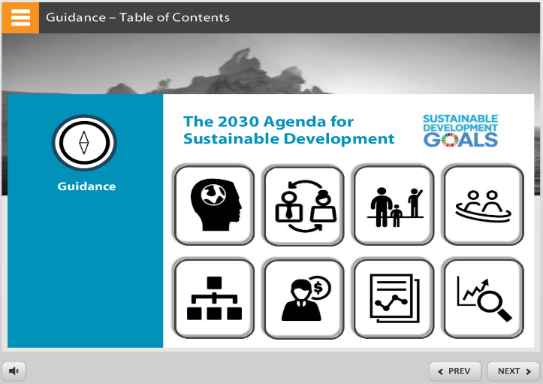 Guidance – Table of Contents
The 2030 Agenda for
Sustainable Development
SUSTAINABLE
DEVELOPMENT
GOALS
Guidance
$
PREV
NEXT